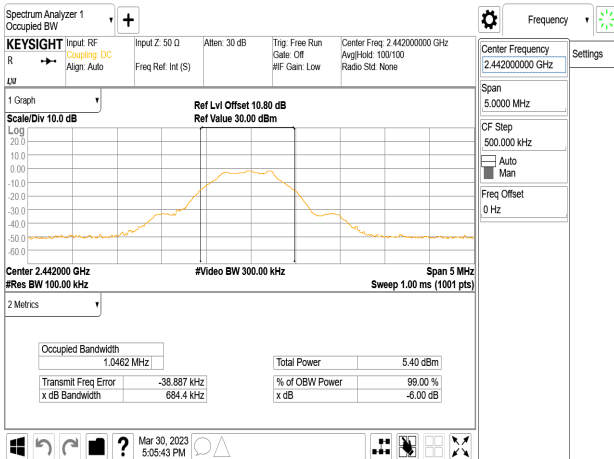 Spectrum Analyzer 1
Occupied BW
Frequency
KEYSIGHT
R
LXI
Input: RF
Coupling: DC
Align: Auto
Input Z: 50 Ω
Freq Ref: Int (S)
Atten: 30 dB
Trig: Free Run
Gate: Off
#IF Gain: Low
Center Freq: 2.442000000 GHz
Avg|Hold: 100/100
Radio Std: None
Center Frequency
2.442000000 GHz
Settings
Span
5.0000 MHz
CF Step
500.000 kHz
Auto
Man
Freq Offset
0 Hz
1 Graph
Scale/Div 10.0 dB
Ref Lvl Offset 10.80 dB
Ref Value 30.00 dBm
Log
20.0
10.0
0.00
-10.0
-20.0
-30.0
-40.0
-50.0
-60.0
Center 2.442000 GHz
#Res BW 100.00 kHz
#Video BW 300.00 kHz
Span 5 MHz
Sweep 1.00 ms (1001 pts)
2 Metrics
Occupied Bandwidth
1.0462 MHz
Transmit Freq Error -38.887 kHz
x dB Bandwidth 684.4 kHz
Total Power 5.40 dBm
% of OBW Power 99.00 %
x dB -6.00 dB
Mar 30, 2023
5:05:43 PM